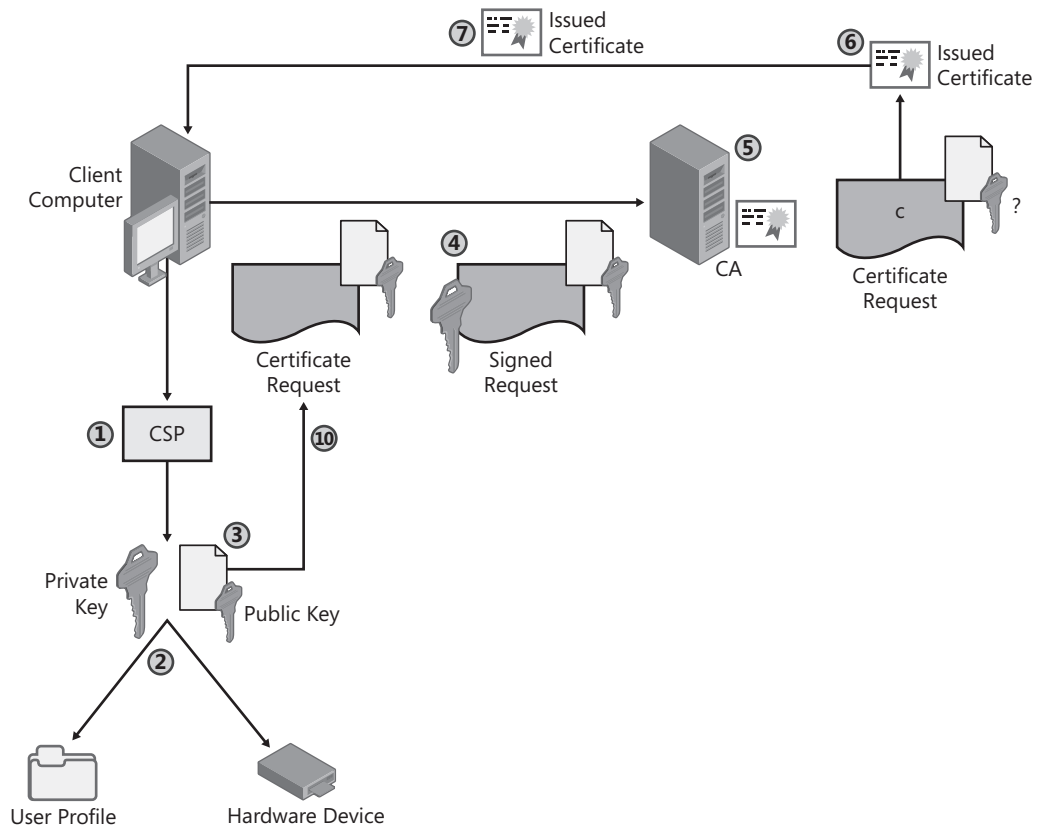 7
Issued
Certificate
6
Issued
Certificate
Client
Computer
5
CA
c
?
Certificate
Request
4
Certificate
Request
Signed
Request
1
CSP
10
3
Private
Key
Public Key
2
User Profile
Hardware Device